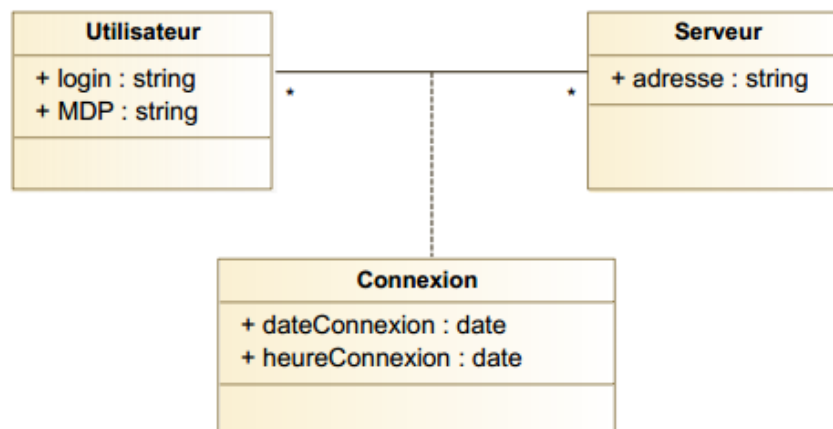 Utilisateur
+ login : string
+ MDP : string
*
*
Serveur
+ adresse : string
Connexion
+ dateConnexion : date
+ heureConnexion : date